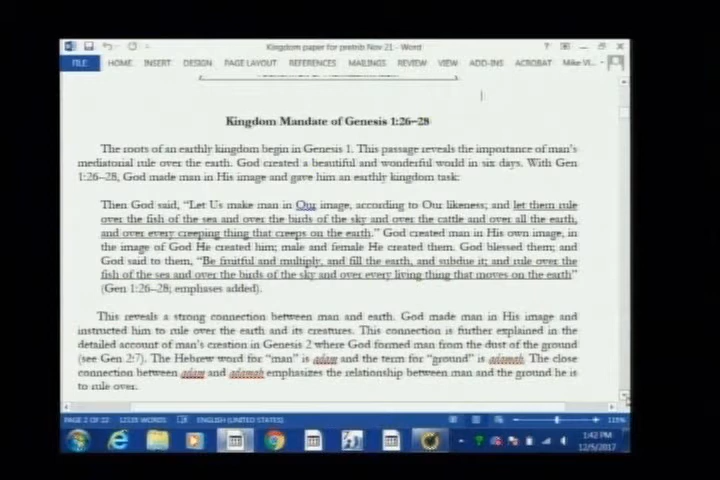 Kingdom paper for pretrib Nov 21 - Word
FILE HOME INSERT DESIGN PAGE LAYOUT REFERENCES MAILINGS REVIEW VIEW ADD-INS ACROBAT Mike Vl...
Kingdom Mandate of Genesis 1:26–28
The roots of an earthly kingdom begin in Genesis 1. This passage reveals the importance of man's
mediatorial rule over the earth. God created a beautiful and wonderful world in six days. With Gen
1:26–28, God made man in His image and gave him an earthly kingdom task:
Then God said, “Let Us make man in Our image, according to Our likeness; and let them rule
over the fish of the sea and over the birds of the sky and over the cattle and over all the earth,
and over every creeping thing that creeps on the earth.” God created man in His own image, in
the image of God He created him; male and female He created them. God blessed them; and
God said to them, “Be fruitful and multiply, and fill the earth, and subdue it; and rule over the
fish of the sea and over the birds of the sky and over every living thing that moves on the earth”
(Gen 1:26–28; emphases added).
This reveals a strong connection between man and earth. God made man in His image and
instructed him to rule over the earth and its creatures. This connection is further explained in the
detailed account of man's creation in Genesis 2 where God formed man from the dust of the ground
(see Gen 2:7). The Hebrew word for “man” is adam and the term for “ground” is adamah. The close
connection between adam and adamah emphasizes the relationship between man and the ground he is
to rule over.
PAGE 2 OF 22 WORDS ENGLISH (UNITED STATES) 115%
1:42 PM
12/5/2017